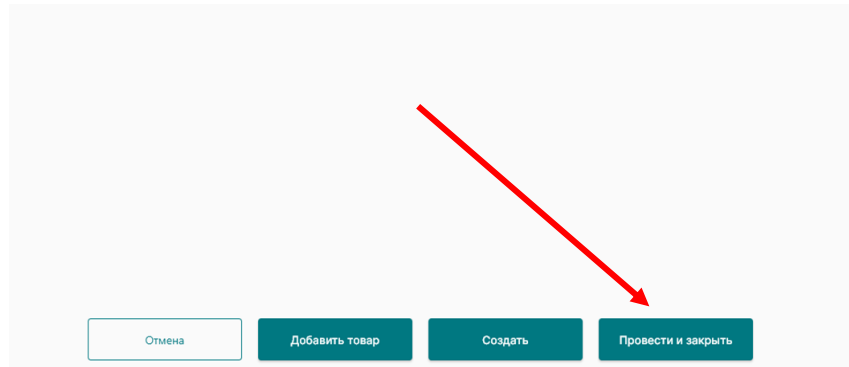 Отмена
Добавить товар
Создать
Провести и закрыть